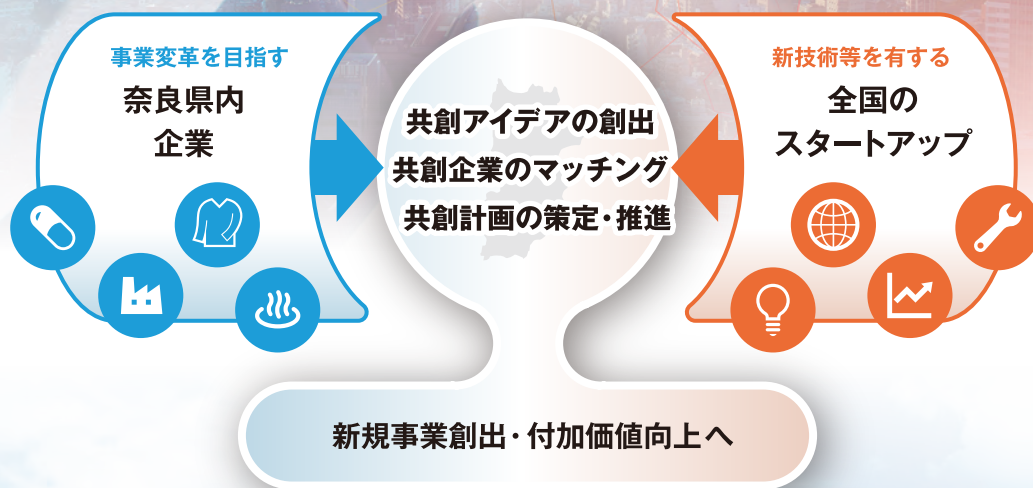 事業変革を目指す
奈良県内
企業
共創アイデアの創出
共創企業のマッチング
共創計画の策定・推進
新技術等を有する
全国の
スタートアップ
新規事業創出・付加価値向上へ